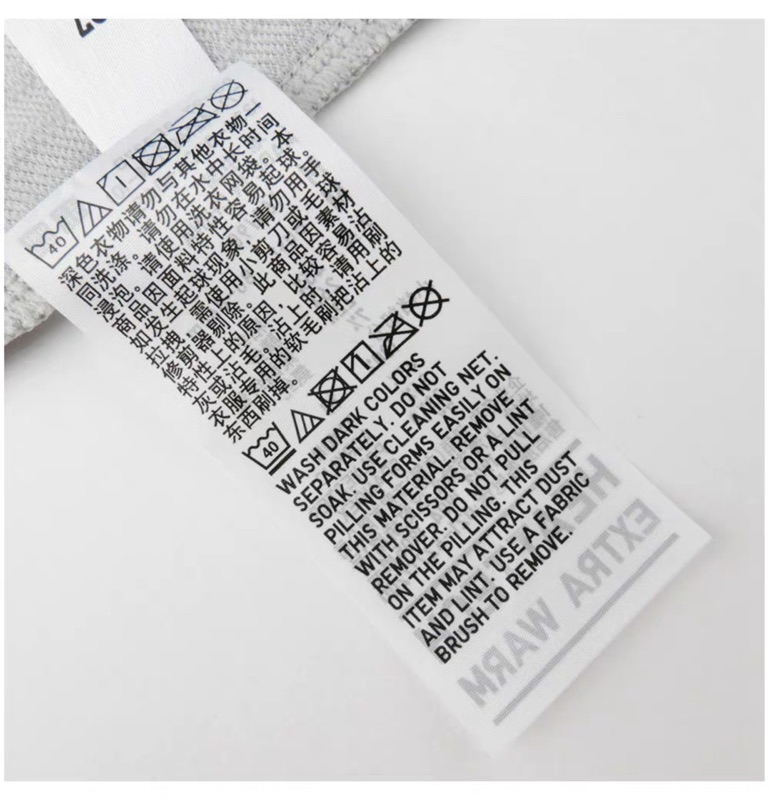 40
深色衣物请勿与其他衣物一
同洗涤。请勿在水中长时间
浸泡。请使用洗衣网袋。本
商品因面料特性容易起球。
如发生起球现象，请勿用手
拉拽，需使用小剪刀或毛球
修剪器剔除。此商品因素材
特性上的原因，比较容易沾
灰或沾毛。沾上时，请用刷
衣服专用的软毛刷把沾上的
东西刷掉。
40
WASH DARK COLORS
SEPARATELY. DO NOT
SOAK. USE CLEANING NET.
PILLING FORMS EASILY ON
THIS MATERIAL. REMOVE
WITH SCISSORS OR A LINT
REMOVER. DO NOT PULL
ON THE PILLING. THIS
ITEM MAY ATTRACT DUST
AND LINT. USE A FABRIC
BRUSH TO REMOVE.
EXTRA WARM